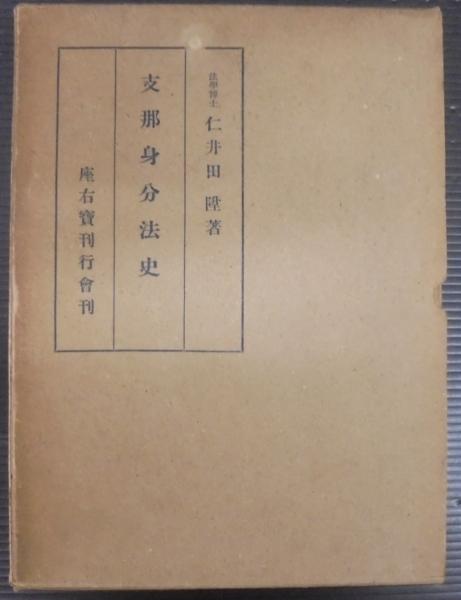 法學博士 仁井田陞著
支那身分法史
座右寳刊行會刊